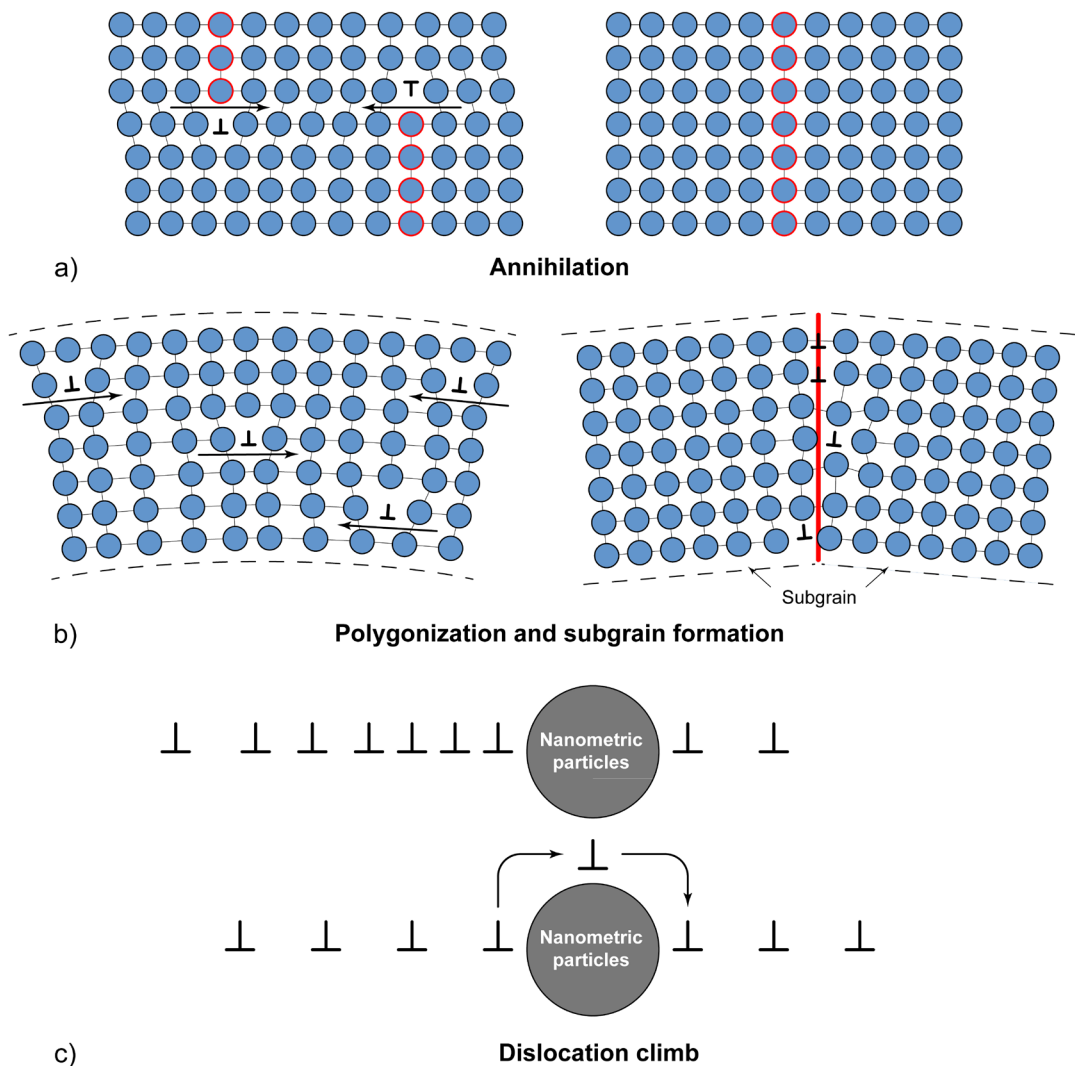 a)
Annihilation
Subgrain
b)
Polygonization and subgrain formation
Nanometric
particles
Nanometric
particles
c)
Dislocation climb